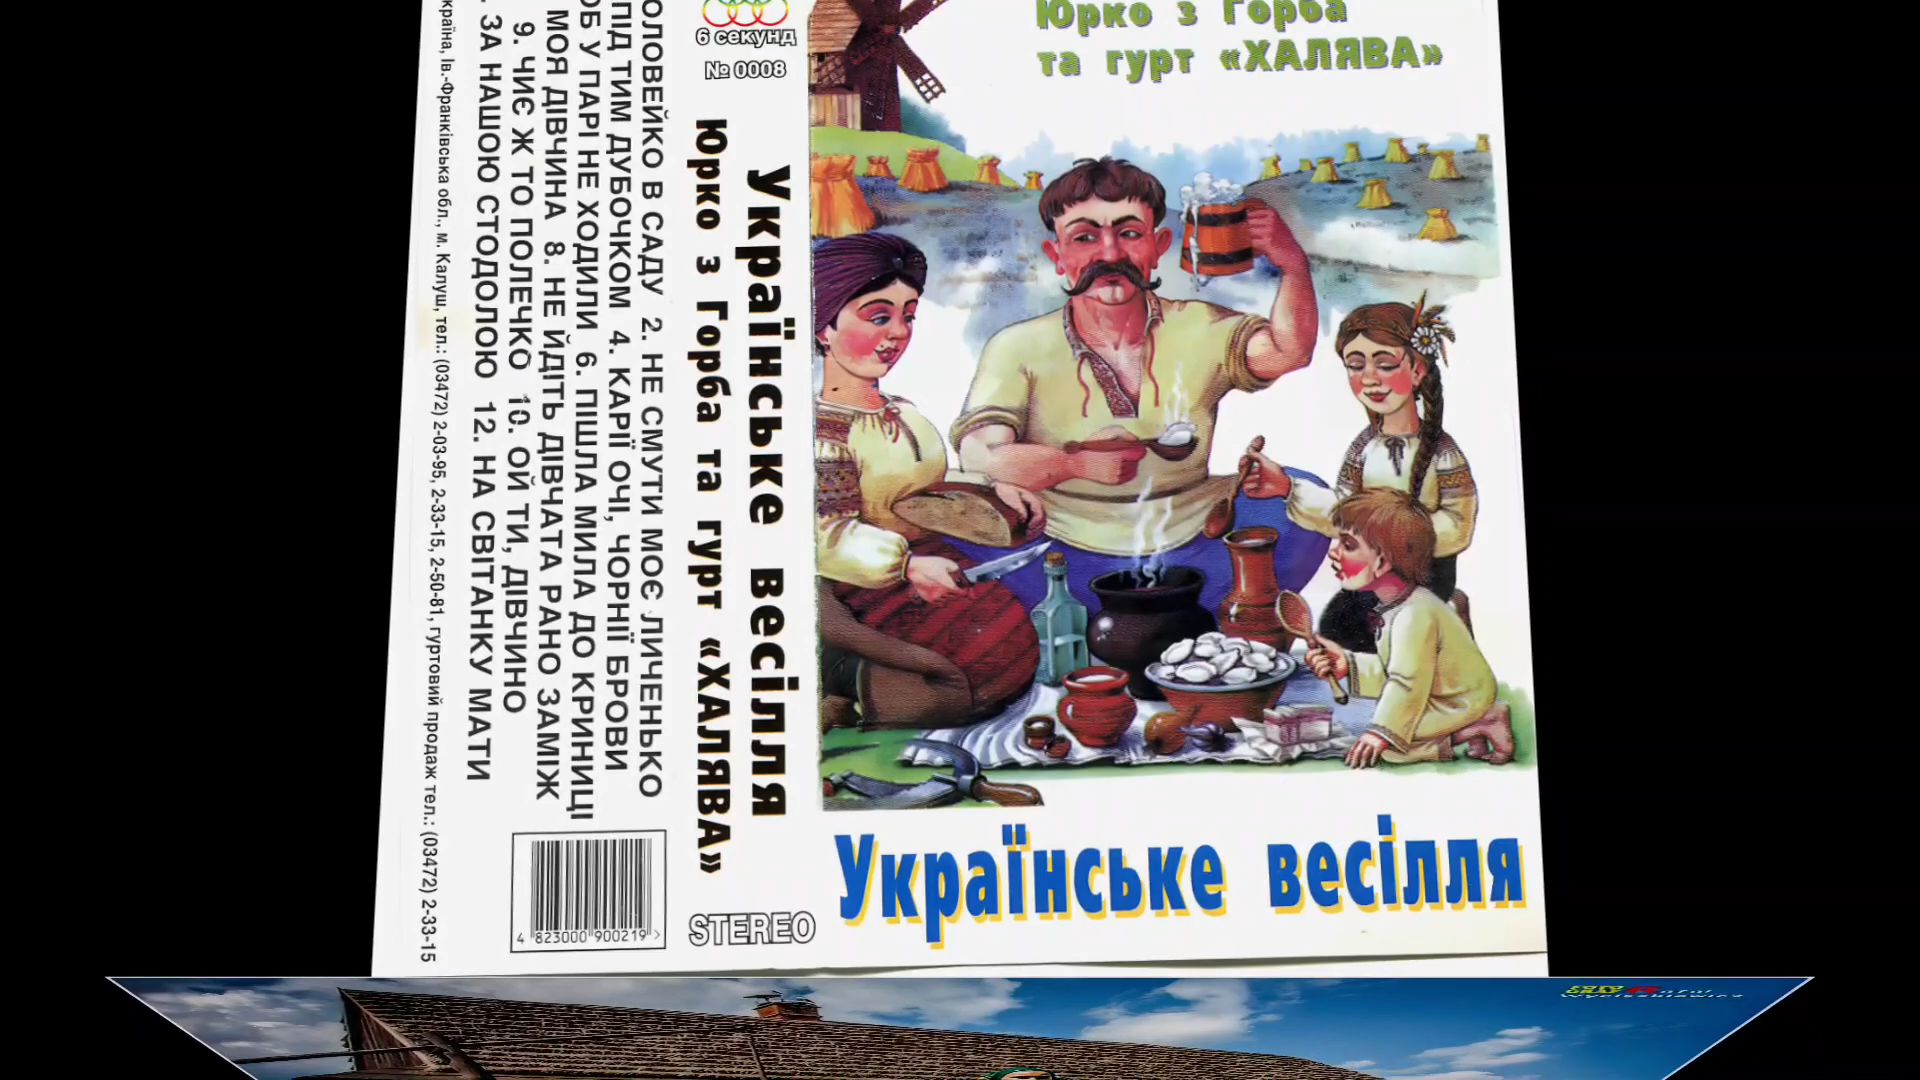 Юрко з Горба
та гурт «ХАЛЯВА»
Українське весілля
6 секунд
№ 0008
Українське весілля
Юрко з Горба та гурт «ХАЛЯВА»
STEREO
В САДУ 2. НЕ СМУТИ МОЄ ЛИЧЕНЬКО
ПІД ТИМ ДУБОЧКОМ 4. КАРІЇ ОЧІ, ЧОРНІЇ БРОВИ
У ПАРІ НЕ ХОДИЛИ 6. ПІШЛА МИЛА ДО КРИНИЦІ
МОЯ ДІВЧИНА 8. НЕ ЙДІТЬ ДІВЧАТА РАНО ЗАМІЖ
9. ЧИЄ Ж ТО ПОЛЕЧКО 10. ОЙ ТИ, ДІВЧИНО
ЗА НАШОЮ СТОДОЛОЮ 12. НА СВІТАНКУ МАТИ
Ів.-Франківська обл., м. Калуш, тел.: (03472) 2-03-95, 2-33-15, 2-50-81, гуртовий продаж тел.: (03472) 2-33-15
4 823000 900219 >